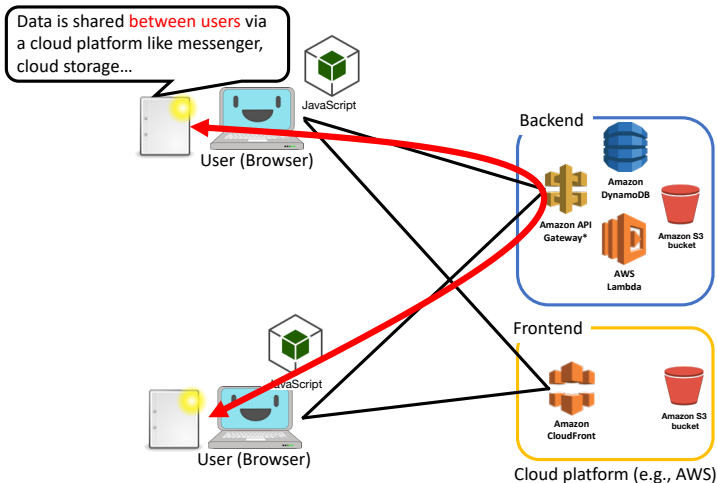 Data is shared between users via
a cloud platform like messenger,
cloud storage…
JavaScript
User (Browser)
Backend
Amazon
DynamoDB
Amazon API
Gateway*
Amazon S3
bucket
AWS
Lambda
JavaScript
User (Browser)
Frontend
Amazon
CloudFront
Amazon S3
bucket
Cloud platform (e.g., AWS)